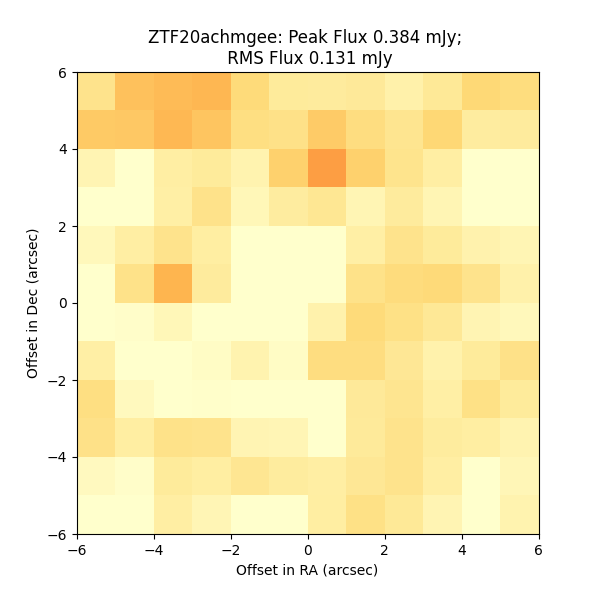 ZTF20achmgee: Peak Flux 0.384 mJy;
RMS Flux 0.131 mJy
6
4
2
0
−2
−4
−6
Offset in Dec (arcsec)
−6 −4 −2 0 2 4 6
Offset in RA (arcsec)